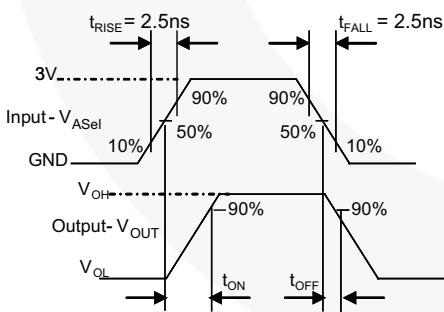 tRISE = 2.5ns tFALL = 2.5ns
3V
90% 90%
Input - VASel
50% 50%
10% 10%
GND
VOH
90% 90%
Output- VOUT
VOL
tON tOFF